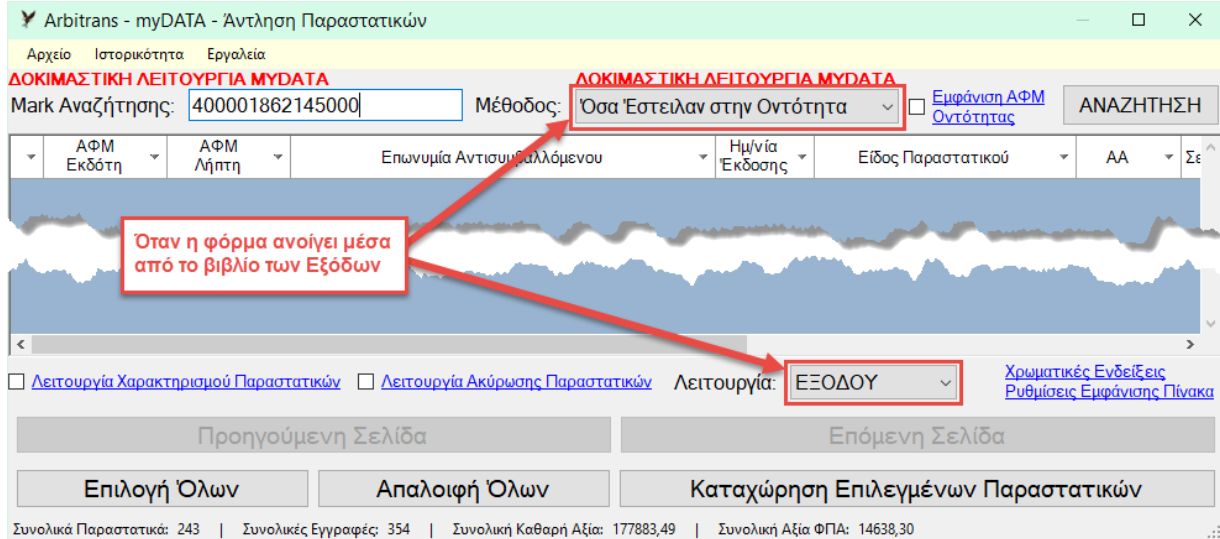 Arbitrans - myDATA - Άντληση Παραστατικών
Αρχείο Ιστορικότητα Εργαλεία
ΔΟΚΙΜΑΣΤΙΚΗ ΛΕΙΤΟΥΡΓΙΑ MYDATA ΔΟΚΙΜΑΣΤΙΚΗ ΛΕΙΤΟΥΡΓΙΑ MYDATA
Mark Αναζήτησης: 400001862145000 Μέθοδος: Όσα Έστειλαν στην Οντότητα Εμφάνιση ΑΦΜ
Οντότητας
ΑΝΑΖΗΤΗΣΗ
ΑΦΜ
Εκδότη
ΑΦΜ
Λήπτη
Επωνυμία Αντισυμβαλλόμενου
Ημ/νία
Έκδοσης
Είδος Παραστατικού
ΑΑ
Σε
Όταν η φόρμα ανοίγει μέσα
από το βιβλίο των Εξόδων
Λειτουργία Χαρακτηρισμού Παραστατικών Λειτουργία Ακύρωσης Παραστατικών Λειτουργία: ΕΞΟΔΟΥ
Χρωματικές Ενδείξεις
Ρυθμίσεις Εμφάνισης Πίνακα
Προηγούμενη Σελίδα Επόμενη Σελίδα
Επιλογή Όλων Απαλοιφή Όλων Καταχώρηση Επιλεγμένων Παραστατικών
Συνολικά Παραστατικά: 243 | Συνολικές Εγγραφές: 354 | Συνολική Καθαρή Αξία: 177883,49 | Συνολική Αξία ΦΠΑ: 14638,30